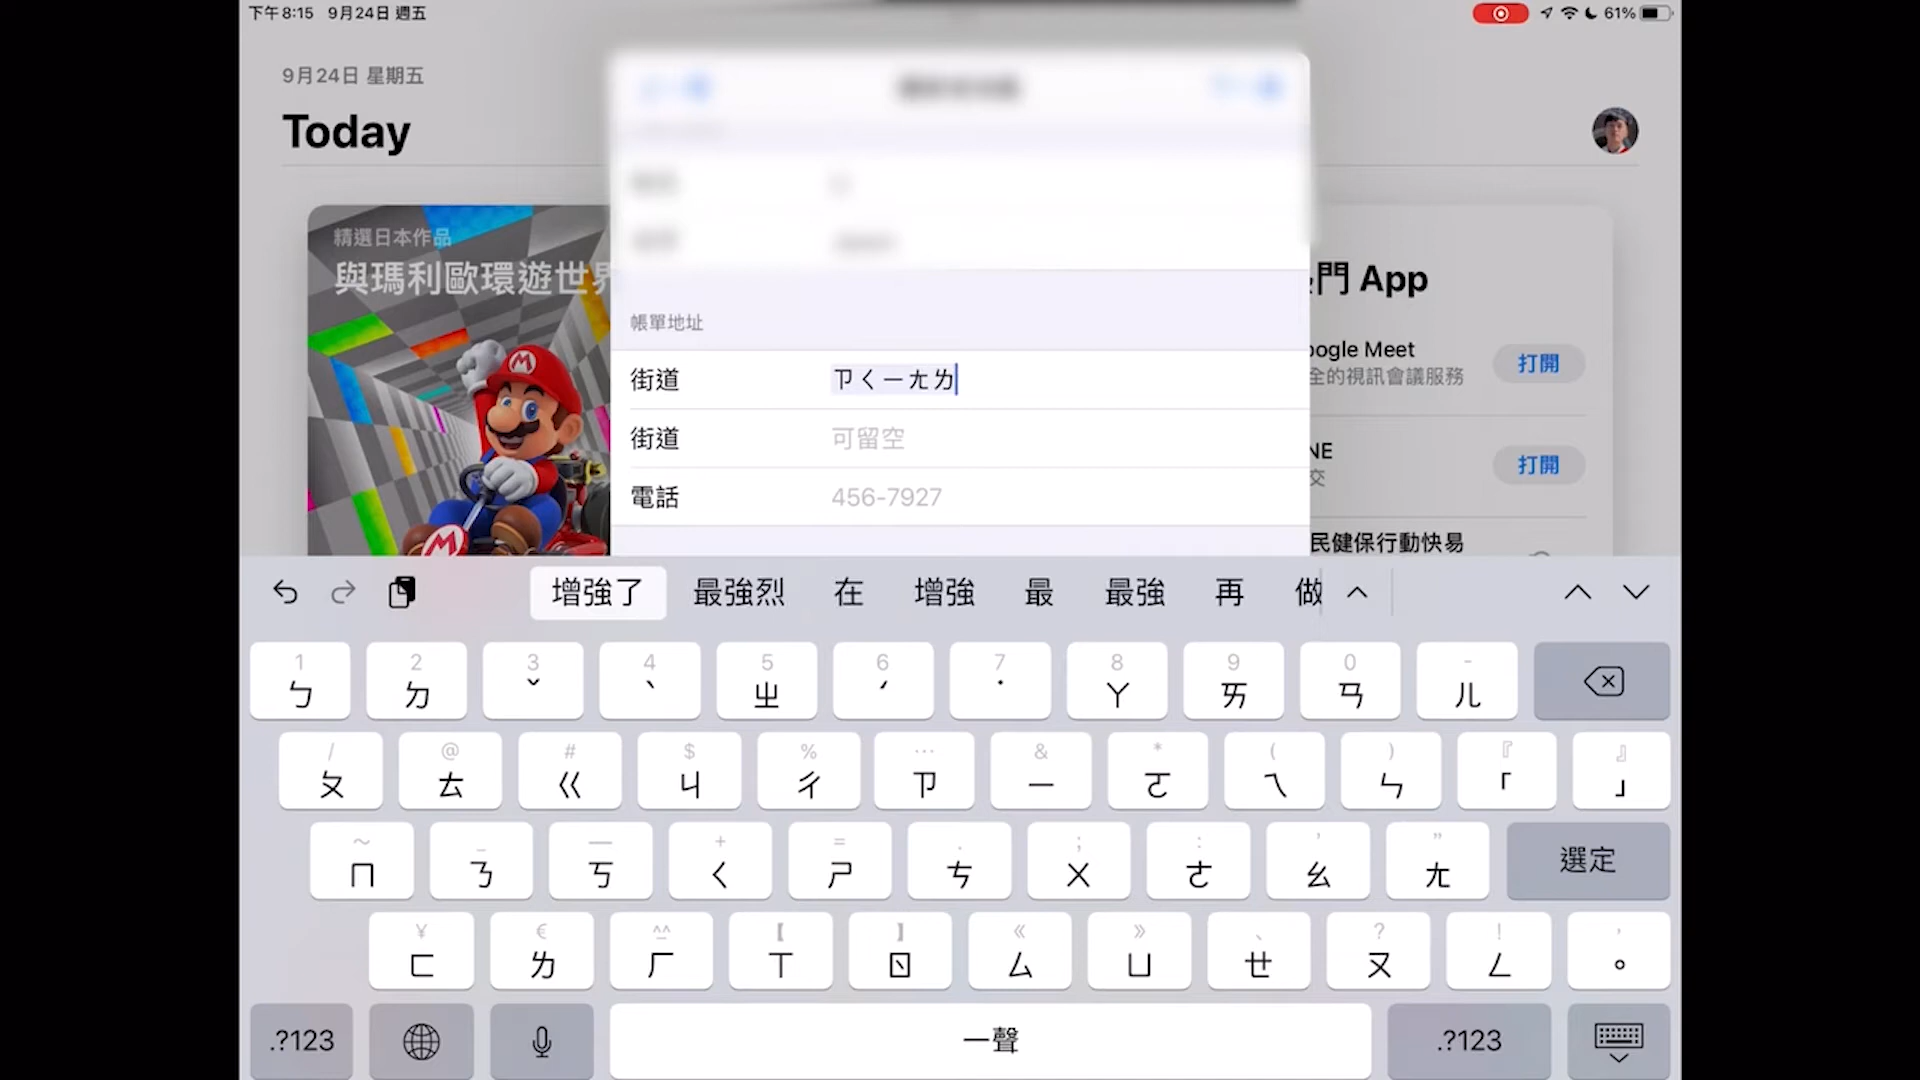 下午8:15 9月24日 週五
61%
9月24日 星期五
Today
精選日本作品
與瑪利歐環遊世界
門 App
oogle Meet
全的視訊會議服務
打開
NE
交
打開
民健保行動快易
帳單地址
街道 ㄗㄑㄧㄤㄌ
街道 可留空
電話 456-7927
增強了 最強烈 在 增強 最 最強 再 做
1 2 3 4 5 6 7 8 9 0 -
ㄅ ㄉ ˇ ˋ ㄓ ˊ ˙ ㄚ ㄞ ㄢ ㄦ
/ @ # $ % … & * ( ) 『 』
ㄆ ㄊ ㄍ ㄐ ㄔ ㄗ ㄧ ㄛ ㄟ ㄣ 「 」
~ _ — + = . ; : ’ ”
ㄇ ㄋ ㄎ ㄑ ㄕ ㄘ ㄨ ㄜ ㄠ ㄤ 選定
¥ € ^^ 【 】 《 》 、 ? ! ,
ㄈ ㄌ ㄏ ㄒ ㄖ ㄙ ㄩ ㄝ ㄡ ㄥ 。
.?123 一聲 .?123